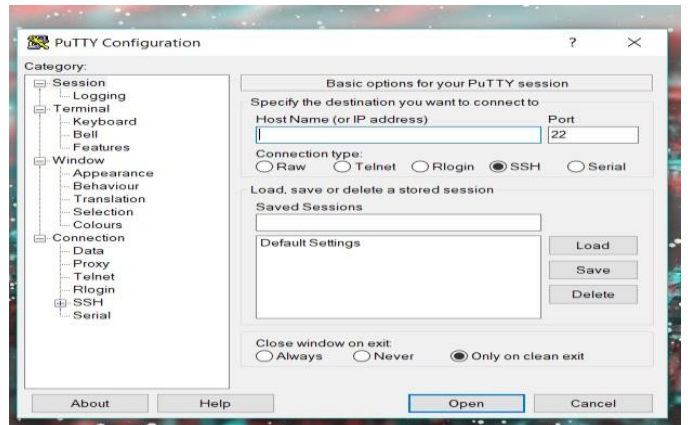 PuTTY Configuration
Category:
Session
Logging
Terminal
Keyboard
Bell
Features
Window
Appearance
Behaviour
Translation
Selection
Colours
Connection
Data
Proxy
Telnet
Rlogin
SSH
Serial
Basic options for your PuTTY session
Specify the destination you want to connect to
Host Name (or IP address) Port
22
Connection type:
Raw Telnet Rlogin SSH Serial
Load, save or delete a stored session
Saved Sessions
Default Settings
Load
Save
Delete
Close window on exit:
Always Never Only on clean exit
About Help Open Cancel